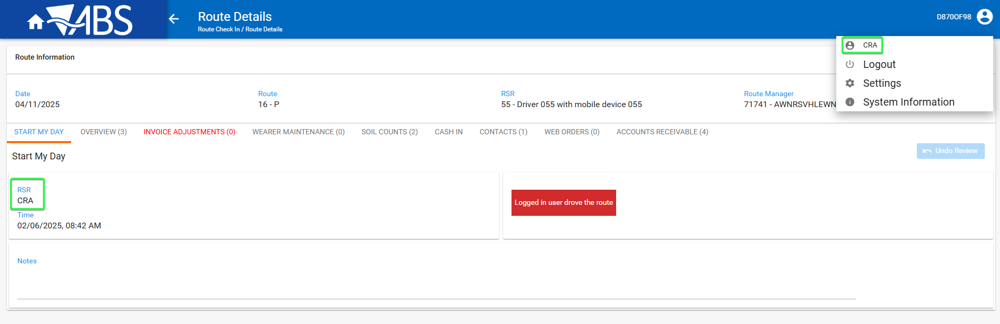 ABS
Route Details
Route Check In / Route Details
D870OF98
CRA
Logout
Settings
System Information
Route Information
Date
04/11/2025
Route
16 - P
RSR
55 - Driver 055 with mobile device 055
Route Manager
71741 - AWNRSVHLEWN
START MY DAY
OVERVIEW (3)
INVOICE ADJUSTMENTS (0)
WEARER MAINTENANCE (0)
SOIL COUNTS (2)
CASH IN
CONTACTS (1)
WEB ORDERS (0)
ACCOUNTS RECEIVABLE (4)
Start My Day
Undo Review
RSR
CRA
Time
02/06/2025, 08:42 AM
Logged in user drove the route
Notes